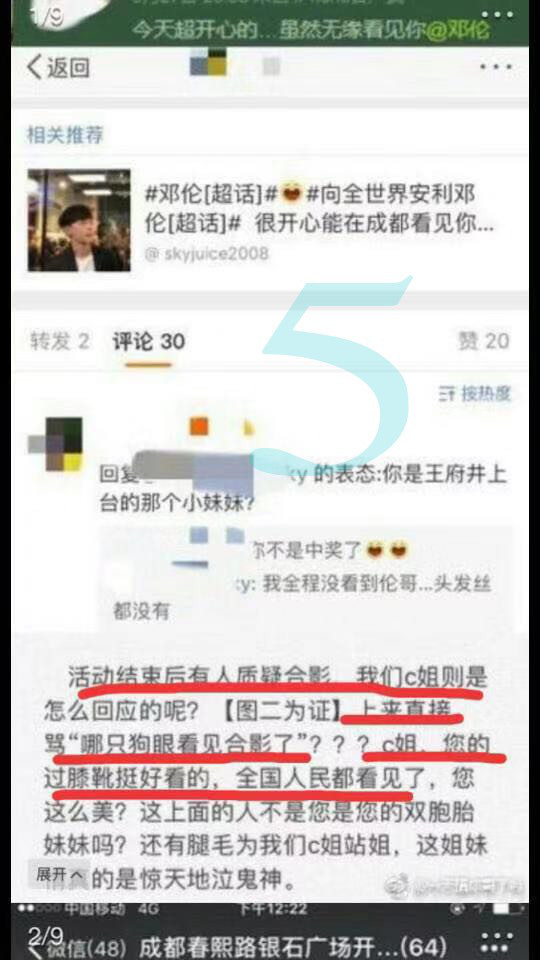 1/9
今天超开心的...虽然无缘看见你@邓伦
返回
相关推荐
#邓伦[超话]# #向全世界安利邓
伦[超话]# 很开心能在成都看见你...
@ skyjuice2008
转发 2 评论 30 赞 20
按热度
5
回复 ky 的表态:你是王府井上
台的那个小妹妹?
你不是中奖了
y: 我全程没看到伦哥...头发丝
都没有
活动结束后有人质疑合影，我们c姐则是
怎么回应的呢? 【图二为证】上来直接
骂“哪只狗眼看见合影了”? ? ? c姐，您的
过膝靴挺好看的，全国人民都看见了，您
这么美? 这上面的人不是您是您的双胞胎
妹妹吗? 还有腿毛为我们c姐站姐，这姐妹
展开 的是惊天地泣鬼神。
中国移动 4G 下午12:22
2/9
微信(48) 成都春熙路银石广场开...(64)